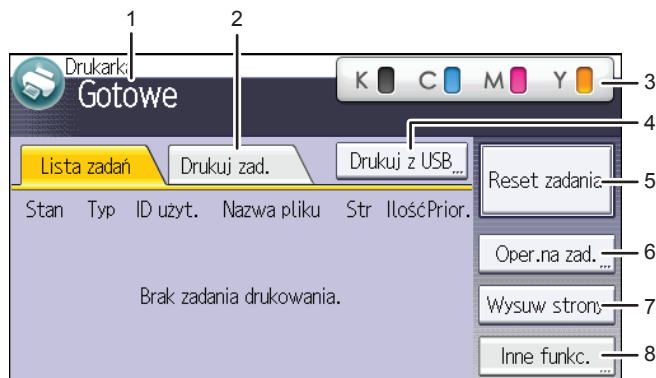 1
2
Drukarka
Gotowe
K C M Y
3
4
Lista zadań
Drukuj zad.
Drukuj z USB...
Reset zadania
5
Stan Typ ID użyt. Nazwa pliku Str Ilość Prior.
Oper.na zad....
6
Brak zadania drukowania.
Wysuw strony
7
Inne funkc. ...
8